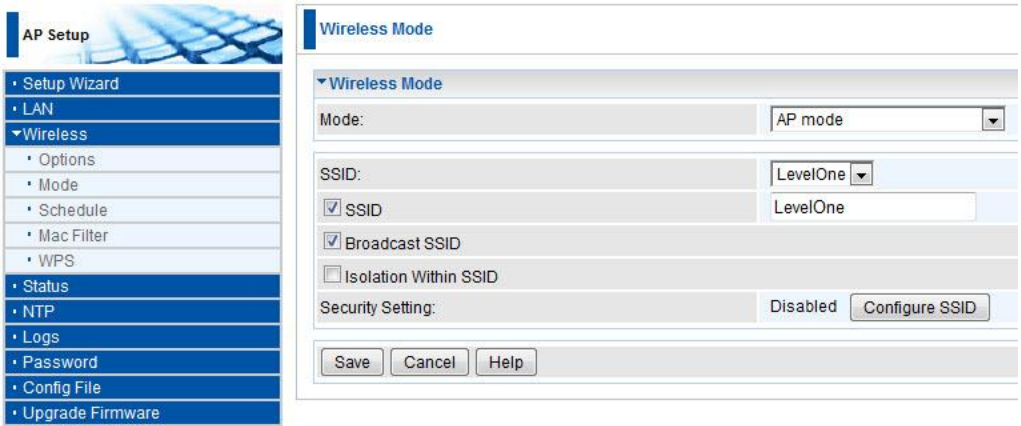 AP Setup
Setup Wizard
LAN
Wireless
Options
Mode
Schedule
Mac Filter
WPS
Status
NTP
Logs
Password
Config File
Upgrade Firmware
Wireless Mode
Wireless Mode
Mode: AP mode
SSID: LevelOne
SSID LevelOne
Broadcast SSID
Isolation Within SSID
Security Setting: Disabled Configure SSID
Save Cancel Help